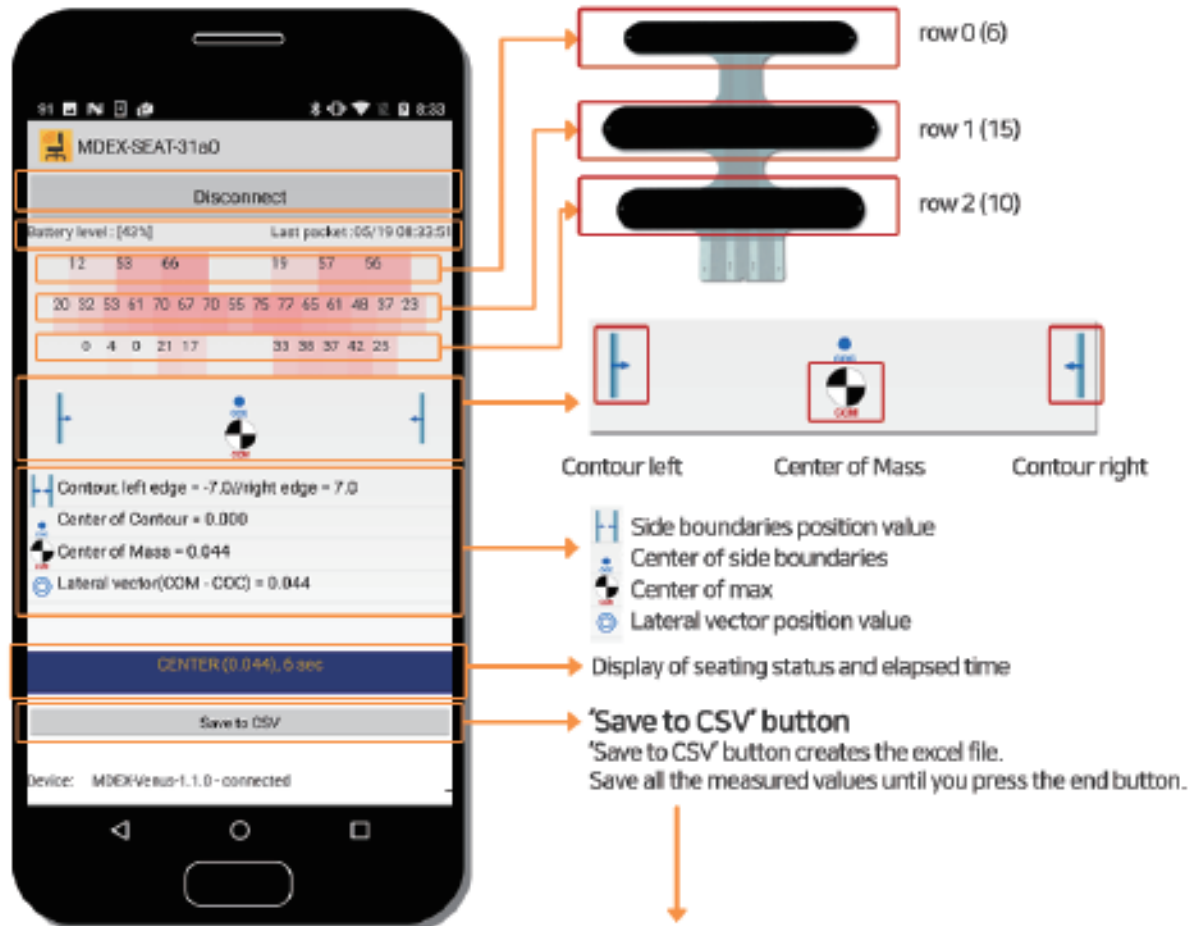 91 8:33
MDEX-SEAT-31a0
Disconnect
Battery level : [43%] Last packet :05/19 08:33:51
12 53 66 19 57 56
20 32 53 61 70 67 70 55 75 77 65 61 48 37 23
0 4 0 21 17 33 38 37 42 25
COC
COM
Contour, left edge = -7.0//right edge = 7.0
Center of Contour = 0.000
Center of Mass = 0.044
Lateral vector(COM - COC) = 0.044
CENTER (0.044), 6 sec
Save to CSV
Device: MDEX-Venus-1.1.0 - connected
row 0 (6)
row 1 (15)
row 2 (10)
COC
COM
Contour left Center of Mass Contour right
Side boundaries position value
Center of side boundaries
Center of max
Lateral vector position value
Display of seating status and elapsed time
'Save to CSV' button
'Save to CSV' button creates the excel file.
Save all the measured values until you press the end button.